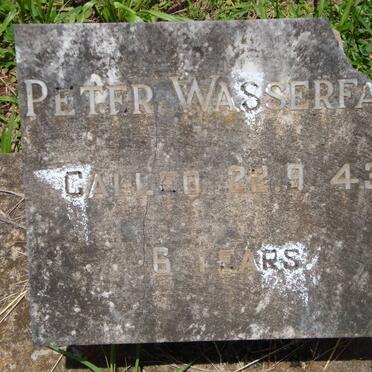 PETER WASSERFA
CALLED 22.9.43
6 YEARS